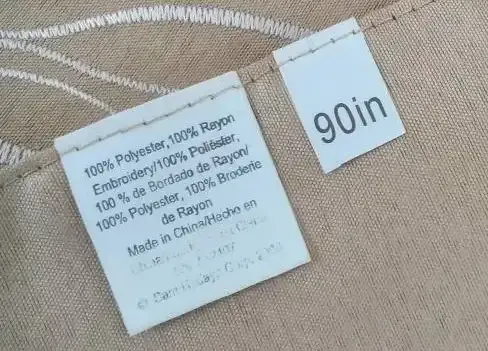 100% Polyester,100% Rayon
Embroidery/100% Poliéster,
100 % de Bordado de Rayon/
100% Polyester, 100% Broderie
de Rayon
Made in China/Hecho en
©
90in